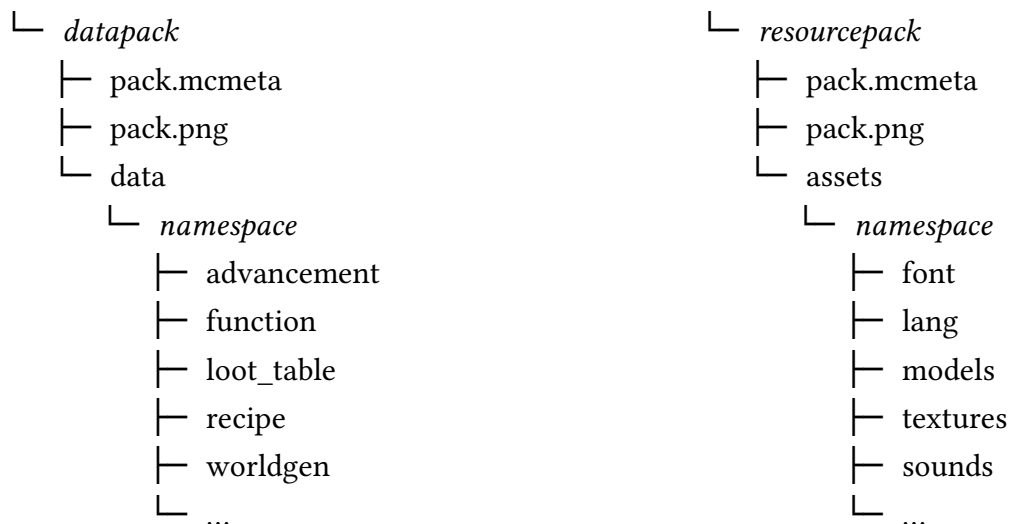 datapack
pack.mcmeta
pack.png
data
namespace
advancement
function
loot_table
recipe
worldgen
...
resourcepack
pack.mcmeta
pack.png
assets
namespace
font
lang
models
textures
sounds
...